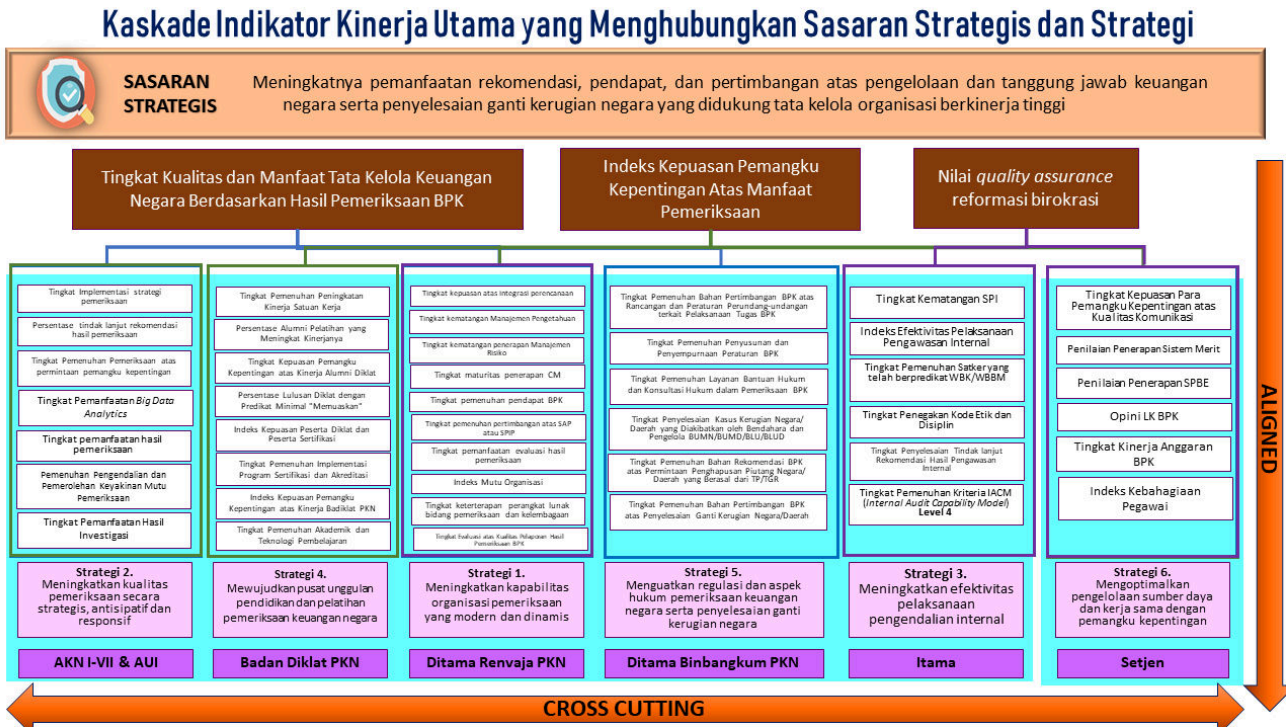 Kaskade Indikator Kinerja Utama yang Menghubungkan Sasaran Strategis dan Strategi
SASARAN
STRATEGIS
Meningkatnya pemanfaatan rekomendasi, pendapat, dan pertimbangan atas pengelolaan dan tanggung jawab keuangan
negara serta penyelesaian ganti kerugian negara yang didukung tata kelola organisasi berkinerja tinggi
Tingkat Kualitas dan Manfaat Tata Kelola Keuangan
Negara Berdasarkan Hasil Pemeriksaan BPK
Indeks Kepuasan Pemangku
Kepentingan Atas Manfaat
Pemeriksaan
Nilai quality assurance
reformasi birokrasi
Tingkat Implementasi strategi
pemeriksaan
Persentase tindak lanjut rekomendasi
hasil pemeriksaan
Tingkat Pemenuhan Pemeriksaan atas
permintaan pemangku kepentingan
Tingkat Pemanfaatan Big Data
Analytics
Tingkat pemanfaatan hasil
pemeriksaan
Pemenuhan Pengendalian dan
Pemerolehan Keyakinan Mutu
Pemeriksaan
Tingkat Pemanfaatan Hasil
Investigasi
Strategi 2.
Meningkatkan kualitas
pemeriksaan secara
strategis, antisipatif dan
responsif
AKN I-VII & AUI
Tingkat Pemenuhan Peningkatan
Kinerja Satuan Kerja
Persentase Alumni Pelatihan yang
Meningkat Kinerjanya
Tingkat Kepuasan Pemangku
Kepentingan atas Kinerja Alumni Diklat
Persentase Lulusan Diklat dengan
Predikat Minimal "Memuaskan"
Indeks Kepuasan Peserta Diklat dan
Peserta Sertifikasi
Tingkat Pemenuhan Implementasi
Program Sertifikasi dan Akreditasi
Indeks Kepuasan Pemangku
Kepentingan atas Kinerja Badiklat PKN
Tingkat Pemenuhan Akademik dan
Teknologi Pembelajaran
Strategi 4.
Mewujudkan pusat unggulan
pendidikan dan pelatihan
pemeriksaan keuangan negara
Badan Diklat PKN
Tingkat kepuasan atas integrasi perencanaan
Tingkat kematangan Manajemen Pengetahuan
Tingkat kematangan penerapan Manajemen
Risiko
Tingkat maturitas penerapan CM
Tingkat pemenuhan pendapat BPK
Tingkat pemenuhan pertimbangan atas SAP
atau SPIP
Tingkat pemanfaatan evaluasi hasil
pemeriksaan
Indeks Mutu Organisasi
Tingkat keterterapan perangkat lunak
bidang pemeriksaan dan kelembagaan
Tingkat Evaluasi atas Kualitas Pelaporan Hasil
Pemeriksaan BPK
Strategi 1.
Meningkatkan kapabilitas
organisasi pemeriksaan
yang modern dan dinamis
Ditama Renvaja PKN
Tingkat Pemenuhan Bahan Pertimbangan BPK atas
Rancangan dan Peraturan Perundang-undangan
terkait Pelaksanaan Tugas BPK
Tingkat Pemenuhan Penyusunan dan
Penyempurnaan Peraturan BPK
Tingkat Pemenuhan Layanan Bantuan Hukum
dan Konsultasi Hukum dalam Pemeriksaan BPK
Tingkat Penyelesaian Kasus Kerugian Negara/
Daerah yang Diakibatkan oleh Bendahara dan
Pengelola BUMN/BUMD/BLU/BLUD
Tingkat Pemenuhan Bahan Rekomendasi BPK
atas Permintaan Penghapusan Piutang Negara/
Daerah yang Berasal dari TP/TGR
Tingkat Pemenuhan Bahan Pertimbangan BPK
atas Penyelesaian Ganti Kerugian Negara/Daerah
Strategi 5.
Menguatkan regulasi dan aspek
hukum pemeriksaan keuangan
negara serta penyelesaian ganti
kerugian negara
Ditama Binbangkum PKN
Tingkat Kematangan SPI
Indeks Efektivitas Pelaksanaan
Pengawasan Internal
Tingkat Pemenuhan Satker yang
telah berpredikat WBK/WBBM
Tingkat Penegakan Kode Etik dan
Disiplin
Tingkat Penyelesaian Tindak lanjut
Rekomendasi Hasil Pengawasan
Internal
Tingkat Pemenuhan Kriteria IACM
(Internal Audit Capability Model)
Level 4
Strategi 3.
Meningkatkan efektivitas
pelaksanaan
pengendalian internal
Itama
Tingkat Kepuasan Para
Pemangku Kepentingan atas
Kualitas Komunikasi
Penilaian Penerapan Sistem Merit
Penilaian Penerapan SPBE
Opini LK BPK
Tingkat Kinerja Anggaran
BPK
Indeks Kebahagiaan
Pegawai
Strategi 6.
Mengoptimalkan
pengelolaan sumber daya
dan kerja sama dengan
pemangku kepentingan
Setjen
ALIGNED
CROSS CUTTING